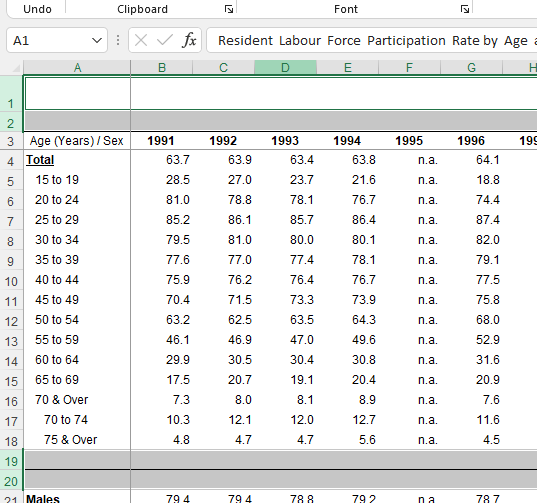 Undo Clipboard Font
A1 fx Resident Labour Force Participation Rate by Age
A B C D E F G H
1
2
3 Age (Years) / Sex 1991 1992 1993 1994 1995 1996
4 Total 63.7 63.9 63.4 63.8 n.a. 64.1
5 15 to 19 28.5 27.0 23.7 21.6 n.a. 18.8
6 20 to 24 81.0 78.8 78.1 76.7 n.a. 74.4
7 25 to 29 85.2 86.1 85.7 86.4 n.a. 87.4
8 30 to 34 79.5 81.0 80.0 80.1 n.a. 82.0
9 35 to 39 77.6 77.0 77.4 78.1 n.a. 79.1
10 40 to 44 75.9 76.2 76.4 76.7 n.a. 77.5
11 45 to 49 70.4 71.5 73.3 73.9 n.a. 75.8
12 50 to 54 63.2 62.5 63.5 64.3 n.a. 68.0
13 55 to 59 46.1 46.9 47.0 49.6 n.a. 52.9
14 60 to 64 29.9 30.5 30.4 30.8 n.a. 31.6
15 65 to 69 17.5 20.7 19.1 20.4 n.a. 20.9
16 70 & Over 7.3 8.0 8.1 8.9 n.a. 7.6
17 70 to 74 10.3 12.1 12.0 12.7 n.a. 11.6
18 75 & Over 4.8 4.7 4.7 5.6 n.a. 4.5
19
20
21 Males 79.4 79.4 78.8 79.2 n.a. 78.7